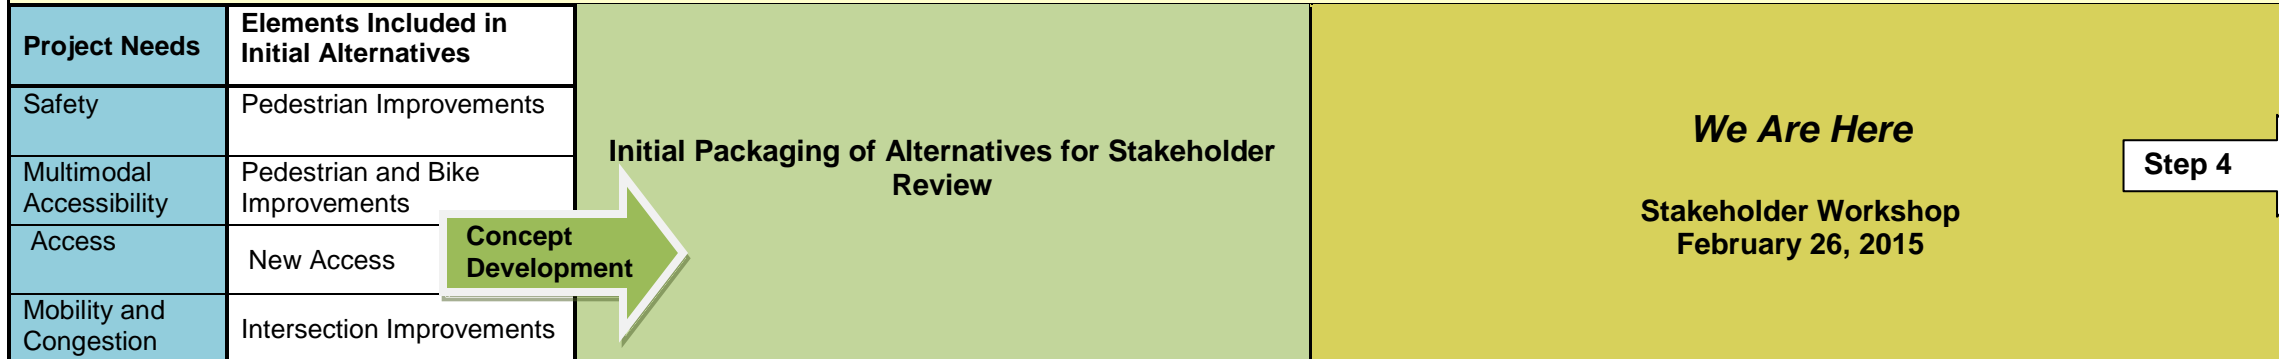 Project Needs
Elements Included in
Initial Alternatives
Safety
Pedestrian Improvements
Multimodal
Accessibility
Pedestrian and Bike
Improvements
Access
New Access
Mobility and
Congestion
Intersection Improvements
Concept
Development
Initial Packaging of Alternatives for Stakeholder
Review
We Are Here
Stakeholder Workshop
February 26, 2015
Step 4